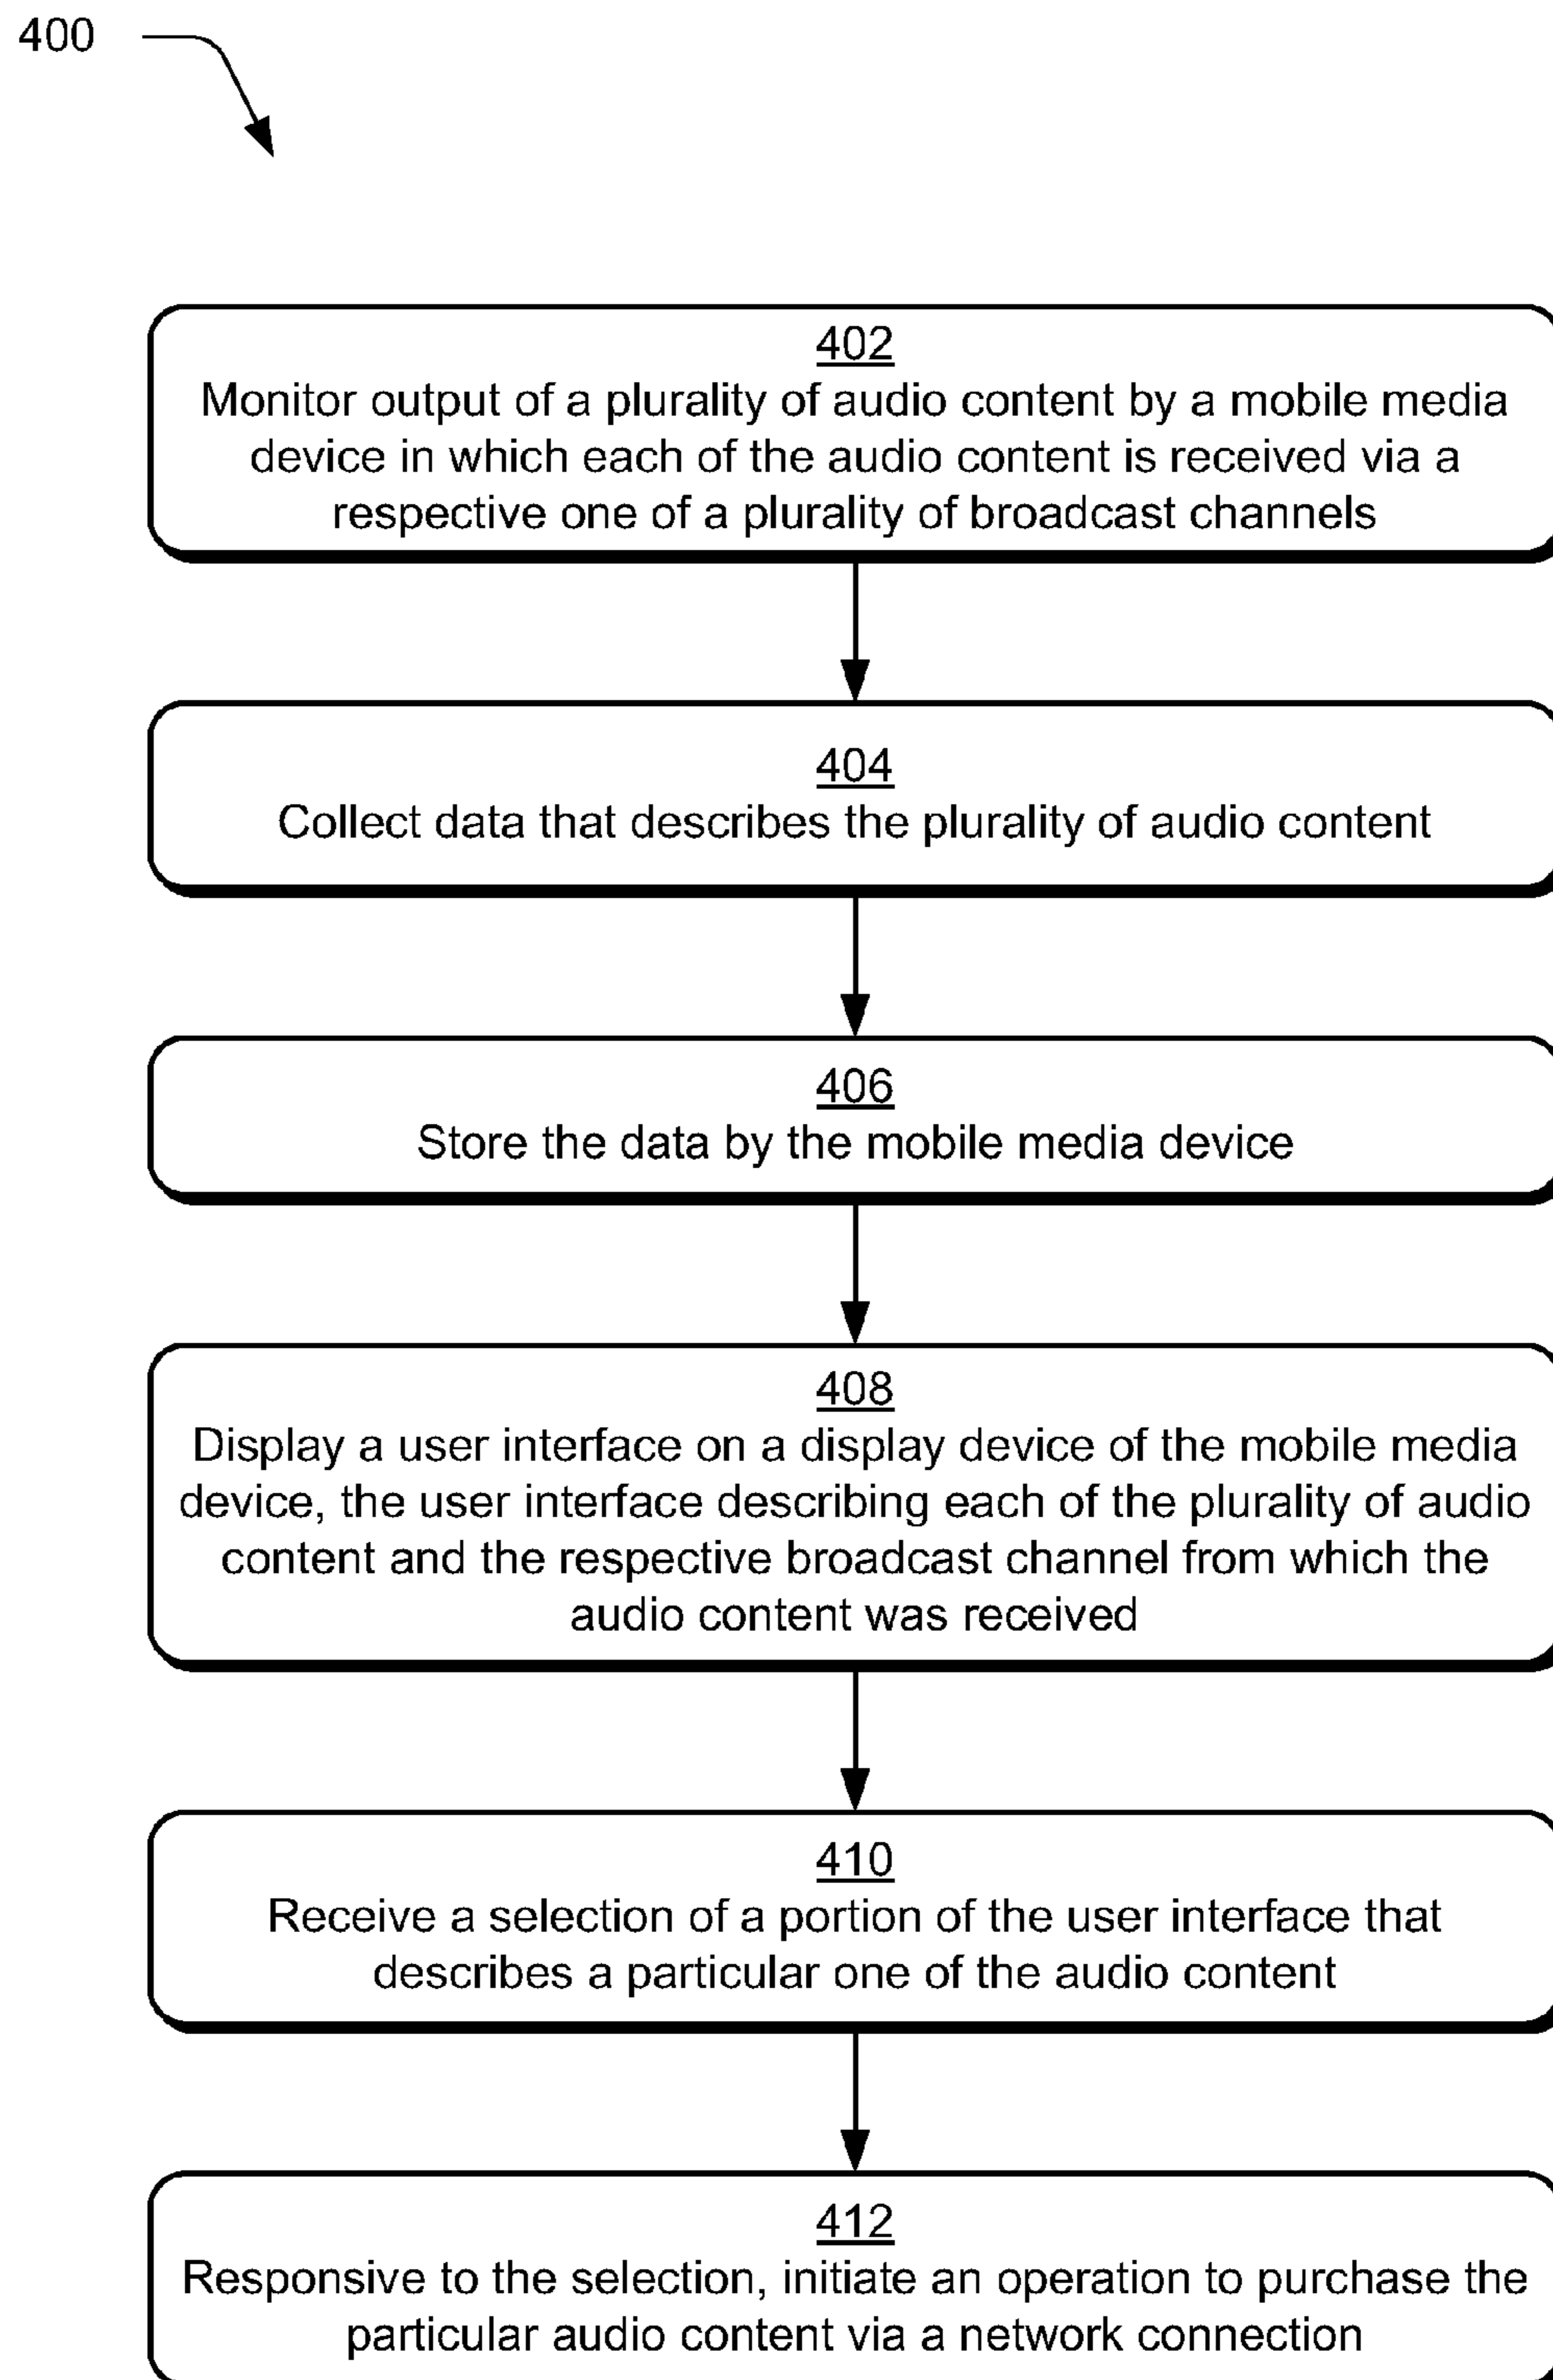 400
402
Monitor output of a plurality of audio content by a mobile media
device in which each of the audio content is received via a
respective one of a plurality of broadcast channels
404
Collect data that describes the plurality of audio content
406
Store the data by the mobile media device
408
Display a user interface on a display device of the mobile media
device, the user interface describing each of the plurality of audio
content and the respective broadcast channel from which the
audio content was received
410
Receive a selection of a portion of the user interface that
describes a particular one of the audio content
412
Responsive to the selection, initiate an operation to purchase the
particular audio content via a network connection